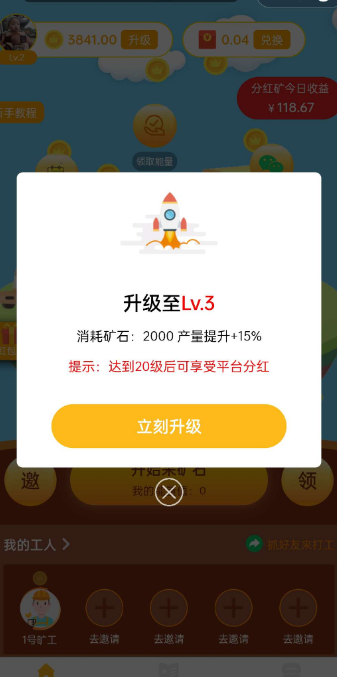 3841.00 升级
0.04 兑换
Lv.2
分红矿今日收益
¥118.67
新手教程
领取能量
升级至Lv.3
消耗矿石：2000 产量提升+15%
提示：达到20级后可享受平台分红
立刻升级
邀
开始采矿石
领
0
我的工人
抓好友来打工
1号矿工
去邀请
去邀请
去邀请
去邀请